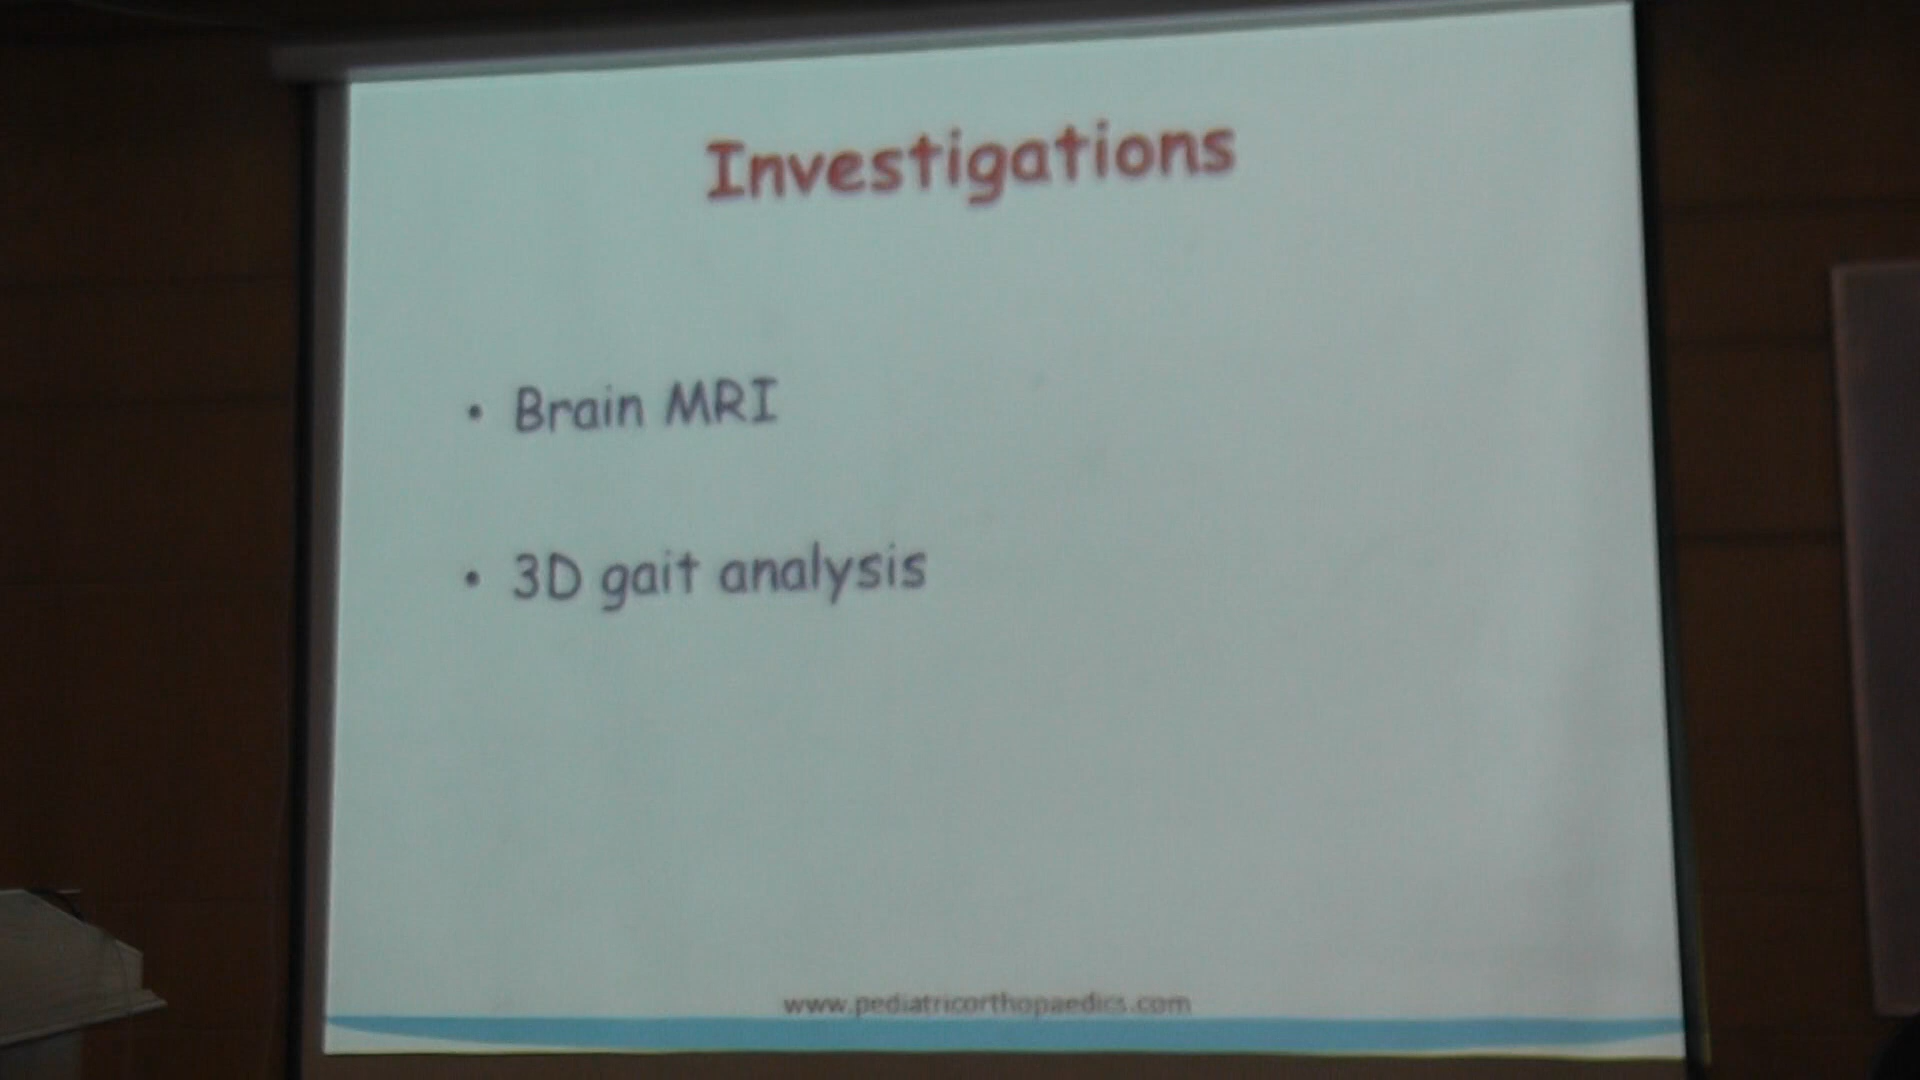 Investigations
• Brain MRI
• 3D gait analysis
www.pediatricorthopaedics.com